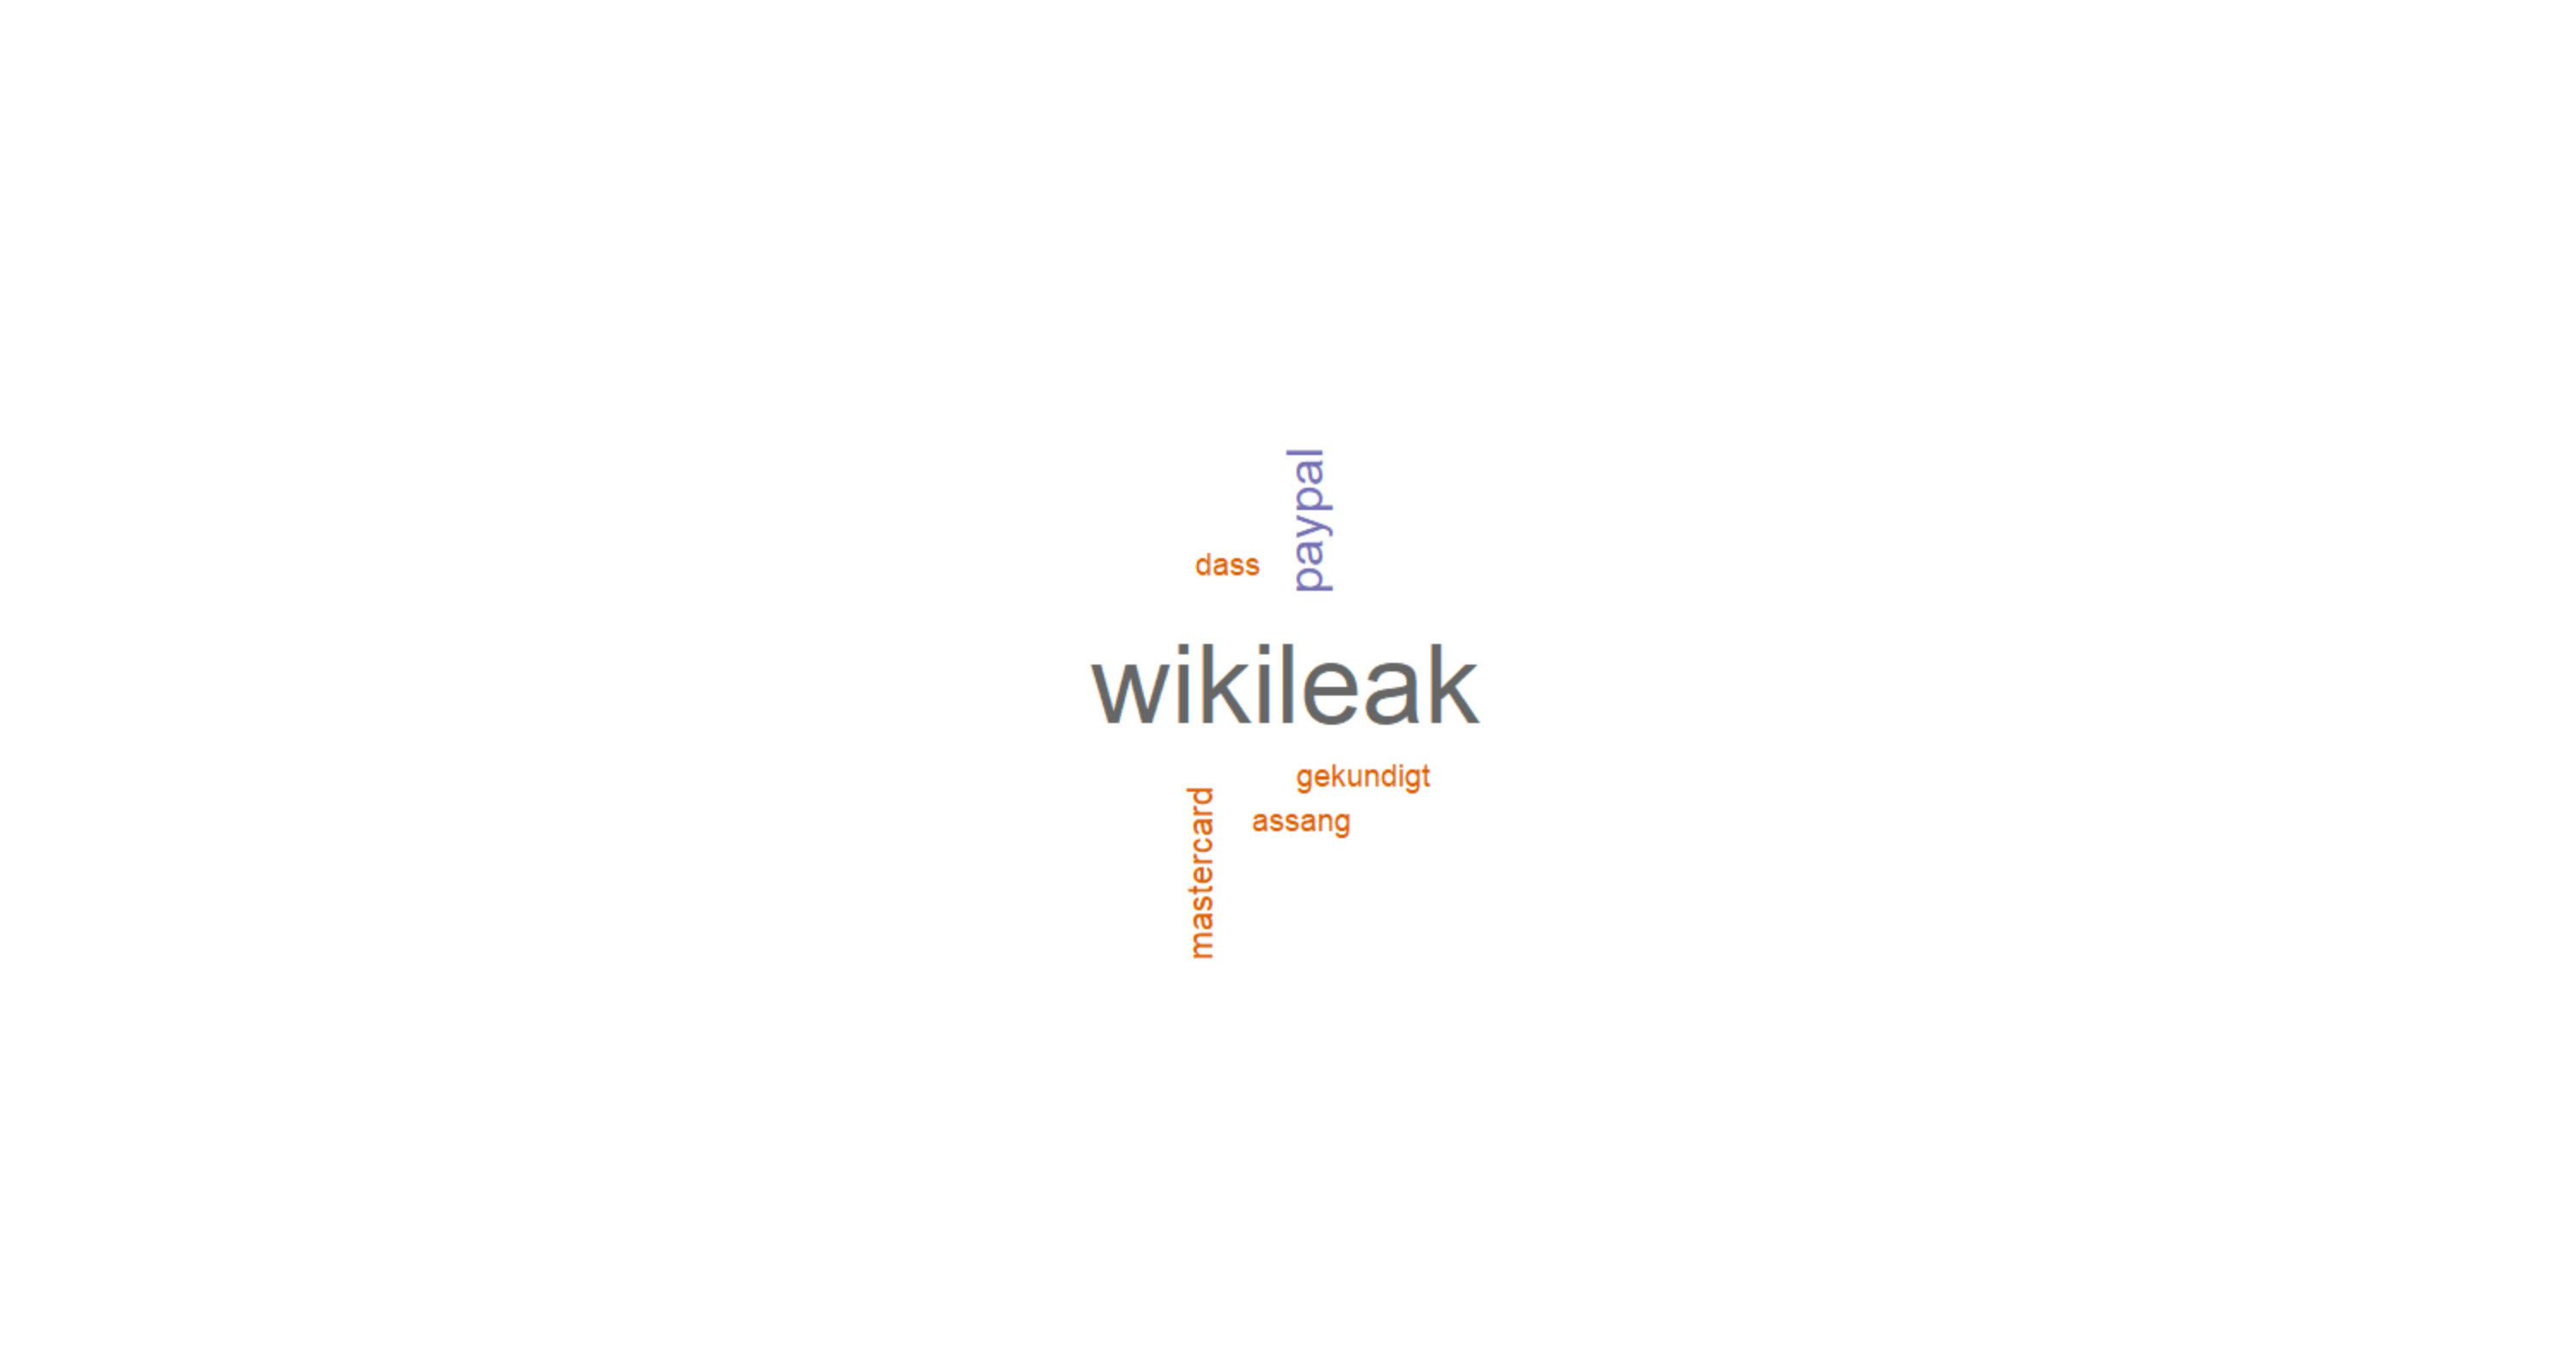 paypal
dass
wikileak
gekundigt
mastercard
assang